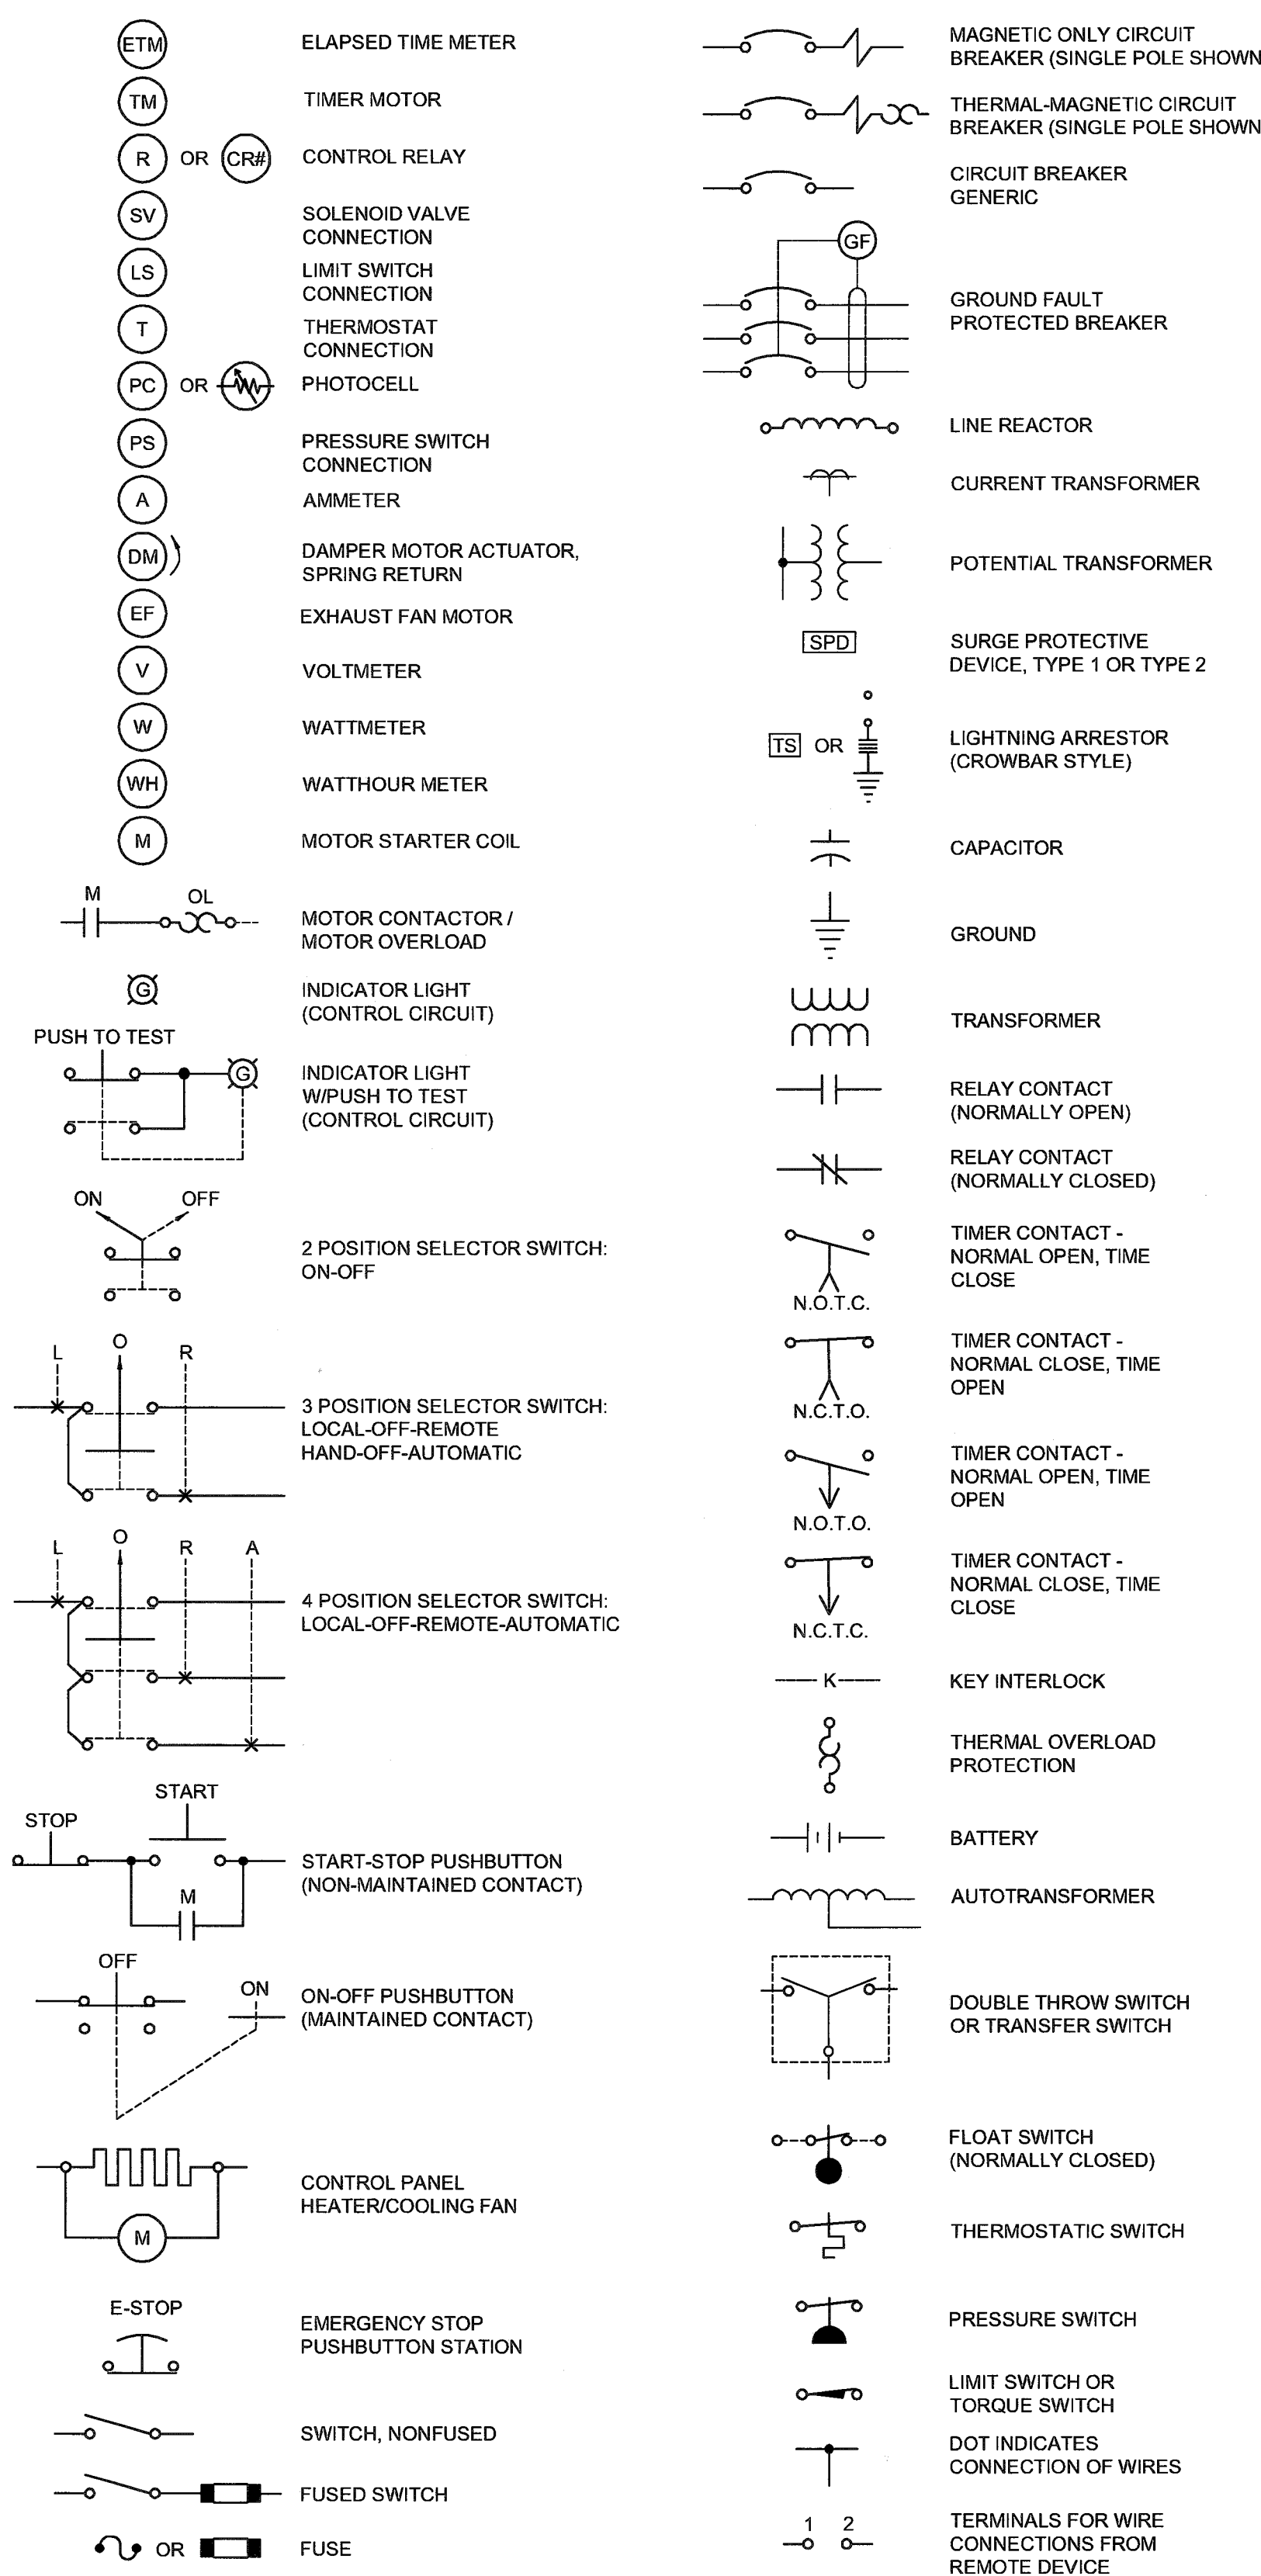 ETM ELAPSED TIME METER
TM TIMER MOTOR
R OR CR# CONTROL RELAY
SV SOLENOID VALVE
CONNECTION
LS LIMIT SWITCH
CONNECTION
T THERMOSTAT
CONNECTION
PC OR PHOTOCELL
PS PRESSURE SWITCH
CONNECTION
A AMMETER
DM DAMPER MOTOR ACTUATOR,
SPRING RETURN
EF EXHAUST FAN MOTOR
V VOLTMETER
W WATTMETER
WH WATTHOUR METER
M MOTOR STARTER COIL
M OL
MOTOR CONTACTOR /
MOTOR OVERLOAD
G INDICATOR LIGHT
(CONTROL CIRCUIT)
PUSH TO TEST
G INDICATOR LIGHT
W/PUSH TO TEST
(CONTROL CIRCUIT)
ON OFF
2 POSITION SELECTOR SWITCH:
ON-OFF
L O R
3 POSITION SELECTOR SWITCH:
LOCAL-OFF-REMOTE
HAND-OFF-AUTOMATIC
L O R A
4 POSITION SELECTOR SWITCH:
LOCAL-OFF-REMOTE-AUTOMATIC
START
STOP
M
START-STOP PUSHBUTTON
(NON-MAINTAINED CONTACT)
OFF
ON
ON-OFF PUSHBUTTON
(MAINTAINED CONTACT)
M
CONTROL PANEL
HEATER/COOLING FAN
E-STOP
EMERGENCY STOP
PUSHBUTTON STATION
SWITCH, NONFUSED
FUSED SWITCH
OR FUSE
MAGNETIC ONLY CIRCUIT
BREAKER (SINGLE POLE SHOWN
THERMAL-MAGNETIC CIRCUIT
BREAKER (SINGLE POLE SHOWN
CIRCUIT BREAKER
GENERIC
GF
GROUND FAULT
PROTECTED BREAKER
LINE REACTOR
CURRENT TRANSFORMER
POTENTIAL TRANSFORMER
SPD SURGE PROTECTIVE
DEVICE, TYPE 1 OR TYPE 2
TS OR LIGHTNING ARRESTOR
(CROWBAR STYLE)
CAPACITOR
GROUND
TRANSFORMER
RELAY CONTACT
(NORMALLY OPEN)
RELAY CONTACT
(NORMALLY CLOSED)
TIMER CONTACT -
NORMAL OPEN, TIME
CLOSE
N.O.T.C.
TIMER CONTACT -
NORMAL CLOSE, TIME
OPEN
N.C.T.O.
TIMER CONTACT -
NORMAL OPEN, TIME
OPEN
N.O.T.O.
TIMER CONTACT -
NORMAL CLOSE, TIME
CLOSE
N.C.T.C.
K KEY INTERLOCK
THERMAL OVERLOAD
PROTECTION
BATTERY
AUTOTRANSFORMER
DOUBLE THROW SWITCH
OR TRANSFER SWITCH
FLOAT SWITCH
(NORMALLY CLOSED)
THERMOSTATIC SWITCH
PRESSURE SWITCH
LIMIT SWITCH OR
TORQUE SWITCH
DOT INDICATES
CONNECTION OF WIRES
1 2 TERMINALS FOR WIRE
CONNECTIONS FROM
REMOTE DEVICE